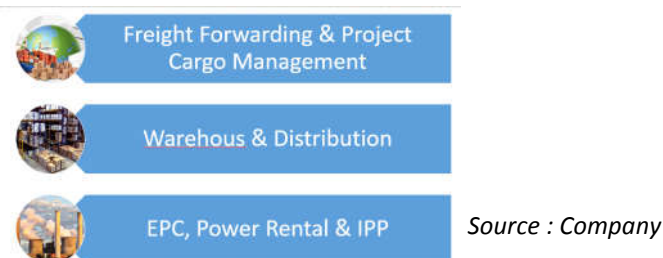 Freight Forwarding & Project
Cargo Management
Warehous & Distribution
EPC, Power Rental & IPP
Source : Company